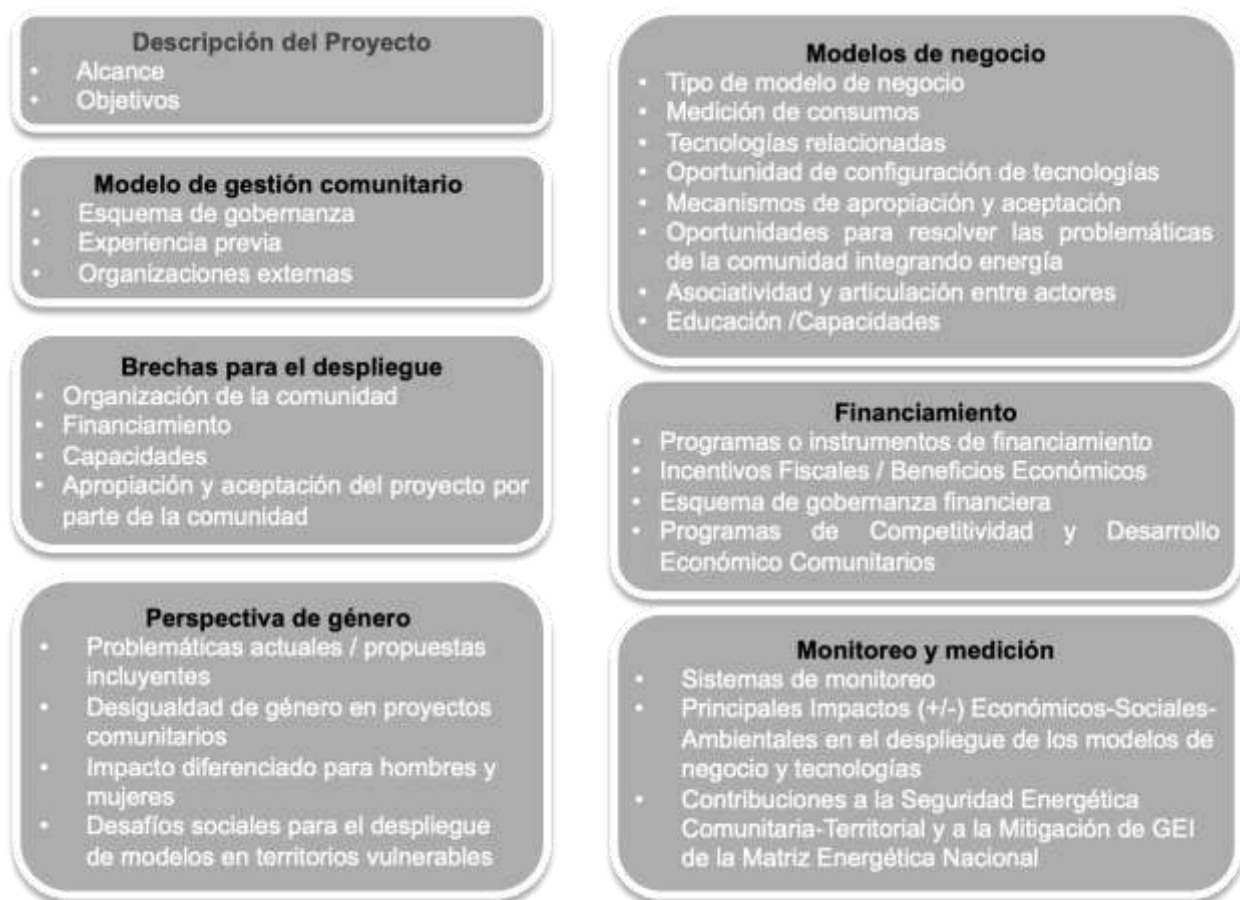 Descripción del Proyecto
• Alcance
• Objetivos
Modelo de gestión comunitario
• Esquema de gobernanza
• Experiencia previa
• Organizaciones externas
Brechas para el despliegue
• Organización de la comunidad
• Financiamiento
• Capacidades
• Apropiación y aceptación del proyecto por
parte de la comunidad
Perspectiva de género
• Problemáticas actuales / propuestas
incluyentes
• Desigualdad de género en proyectos
comunitarios
• Impacto diferenciado para hombres y
mujeres
• Desafíos sociales para el despliegue
de modelos en territorios vulnerables
Modelos de negocio
• Tipo de modelo de negocio
• Medición de consumos
• Tecnologías relacionadas
• Oportunidad de configuración de tecnologías
• Mecanismos de apropiación y aceptación
• Oportunidades para resolver las problemáticas
de la comunidad integrando energía
• Asociatividad y articulación entre actores
• Educación /Capacidades
Financiamiento
• Programas o instrumentos de financiamiento
• Incentivos Fiscales / Beneficios Económicos
• Esquema de gobernanza financiera
• Programas de Competitividad y Desarrollo
Económico Comunitarios
Monitoreo y medición
• Sistemas de monitoreo
• Principales Impactos (+/-) Económicos-Sociales-
Ambientales en el despliegue de los modelos de
negocio y tecnologías
• Contribuciones a la Seguridad Energética
Comunitaria-Territorial y a la Mitigación de GEI
de la Matriz Energética Nacional